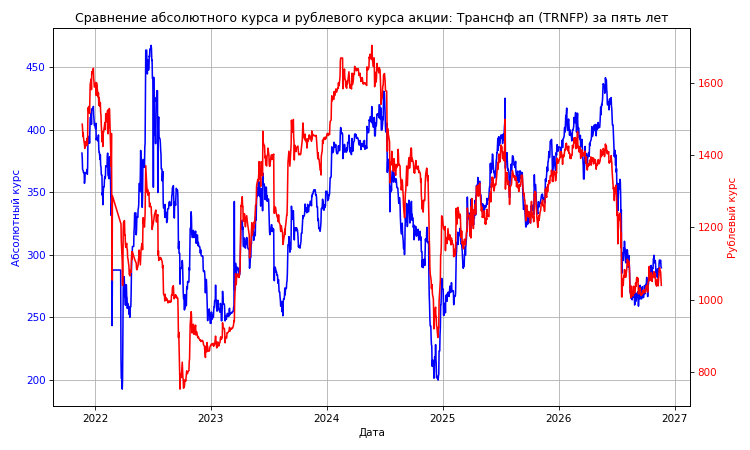 Сравнение абсолютного курса и рублевого курса акции: Транснф ап (TRNFP) за пять лет
450
400
350
300
250
200
Абсолютный курс
1600
1400
1200
1000
800
Рублевый курс
2022 2023 2024 2025 2026 2027
Дата